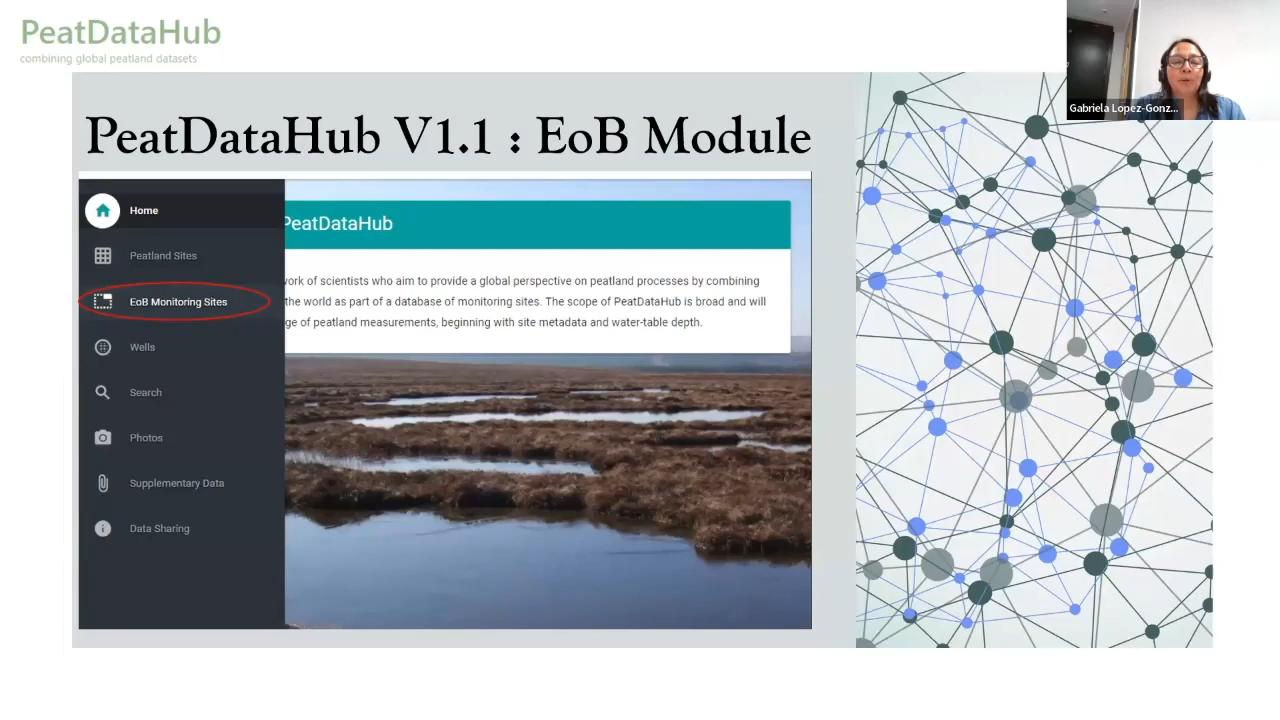 PeatDataHub
combining global peatland datasets
Gabriela Lopez-Gonz...
PeatDataHub V1.1 : EoB Module
Home
Peatland Sites
EoB Monitoring Sites
Wells
Search
Photos
Supplementary Data
Data Sharing
PeatDataHub
work of scientists who aim to provide a global perspective on peatland processes by combining
the world as part of a database of monitoring sites. The scope of PeatDataHub is broad and will
ge of peatland measurements, beginning with site metadata and water-table depth.